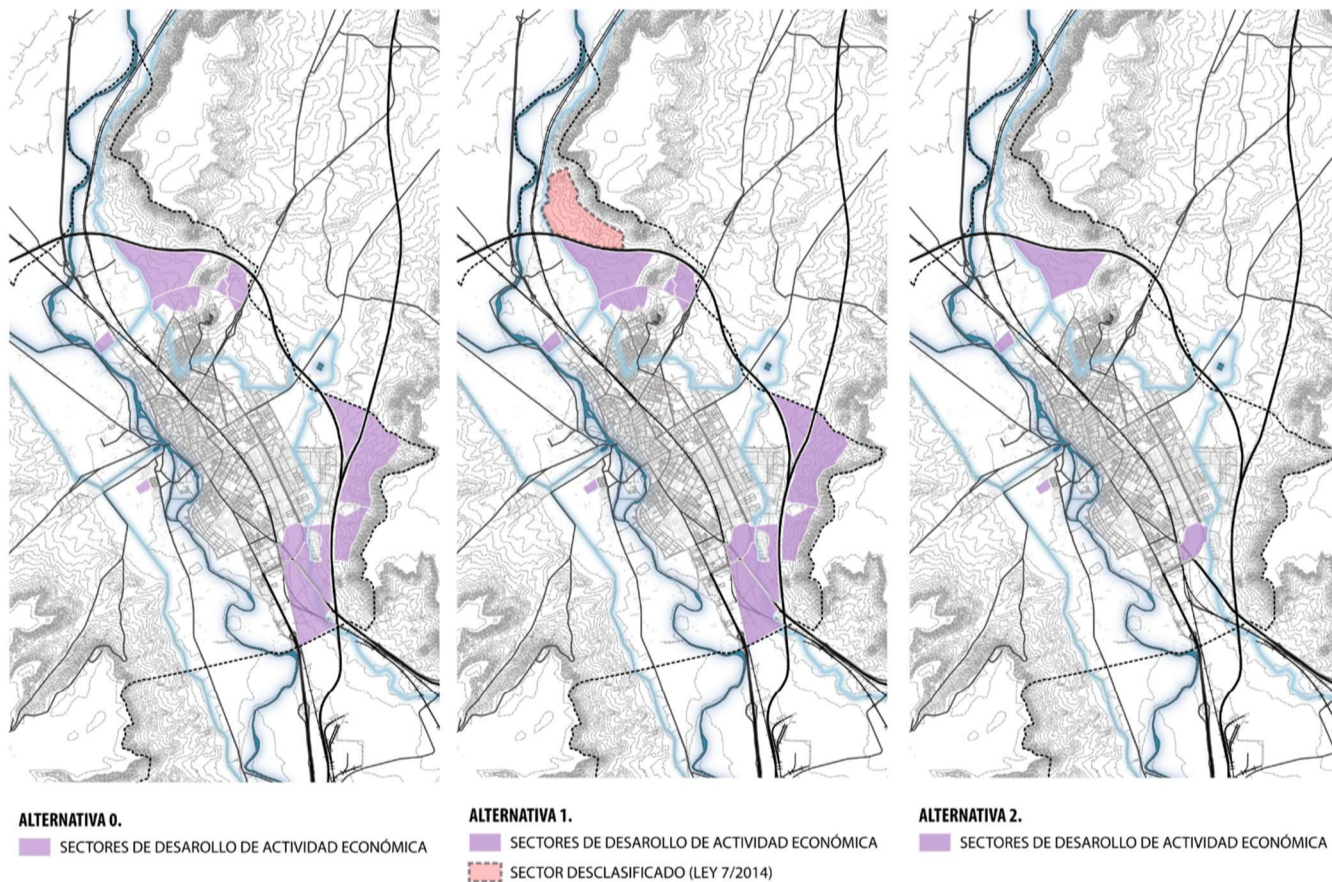 ALTERNATIVA 0.
SECTORES DE DESAROLLO DE ACTIVIDAD ECONÓMICA
ALTERNATIVA 1.
SECTORES DE DESAROLLO DE ACTIVIDAD ECONÓMICA
SECTOR DESCLASIFICADO (LEY 7/2014)
ALTERNATIVA 2.
SECTORES DE DESAROLLO DE ACTIVIDAD ECONÓMICA